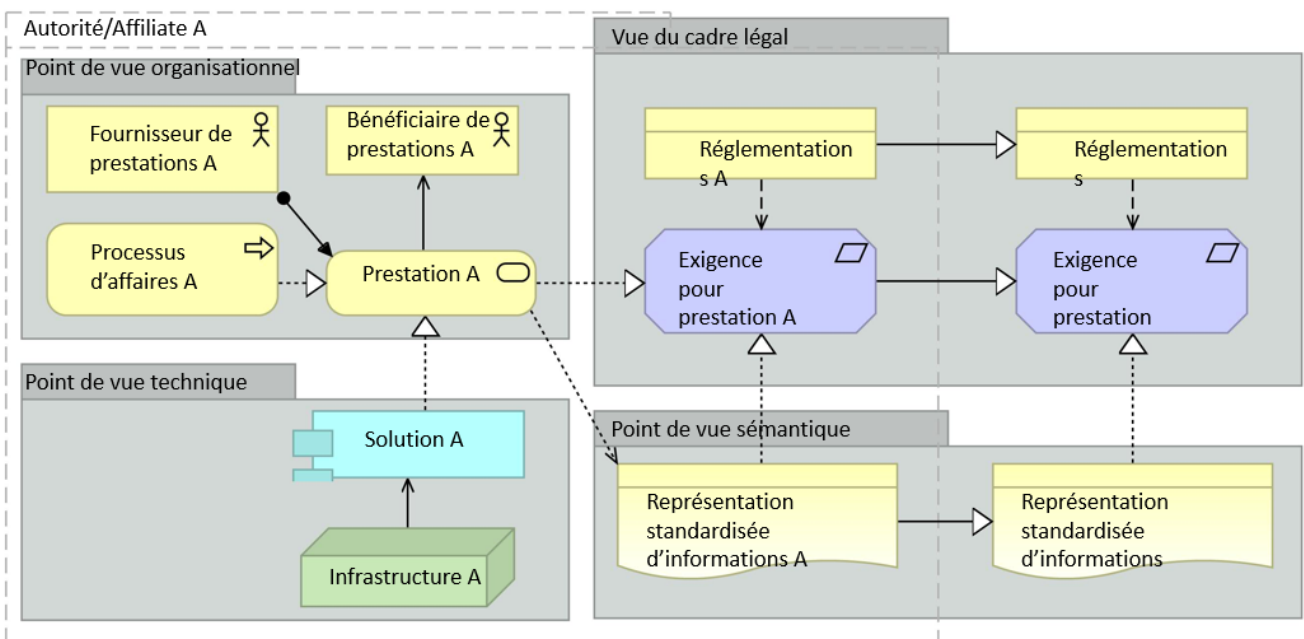 Autorité/Affiliate A
Point de vue organisationnel
Fournisseur de
prestations A
Bénéficiaire de
prestations A
Processus
d’affaires A
Prestation A
Point de vue technique
Solution A
Infrastructure A
Vue du cadre légal
Réglementation
s A
Réglementation
s
Exigence
pour
prestation A
Exigence
pour
prestation
Point de vue sémantique
Représentation
standardisée
d’informations A
Représentation
standardisée
d’informations